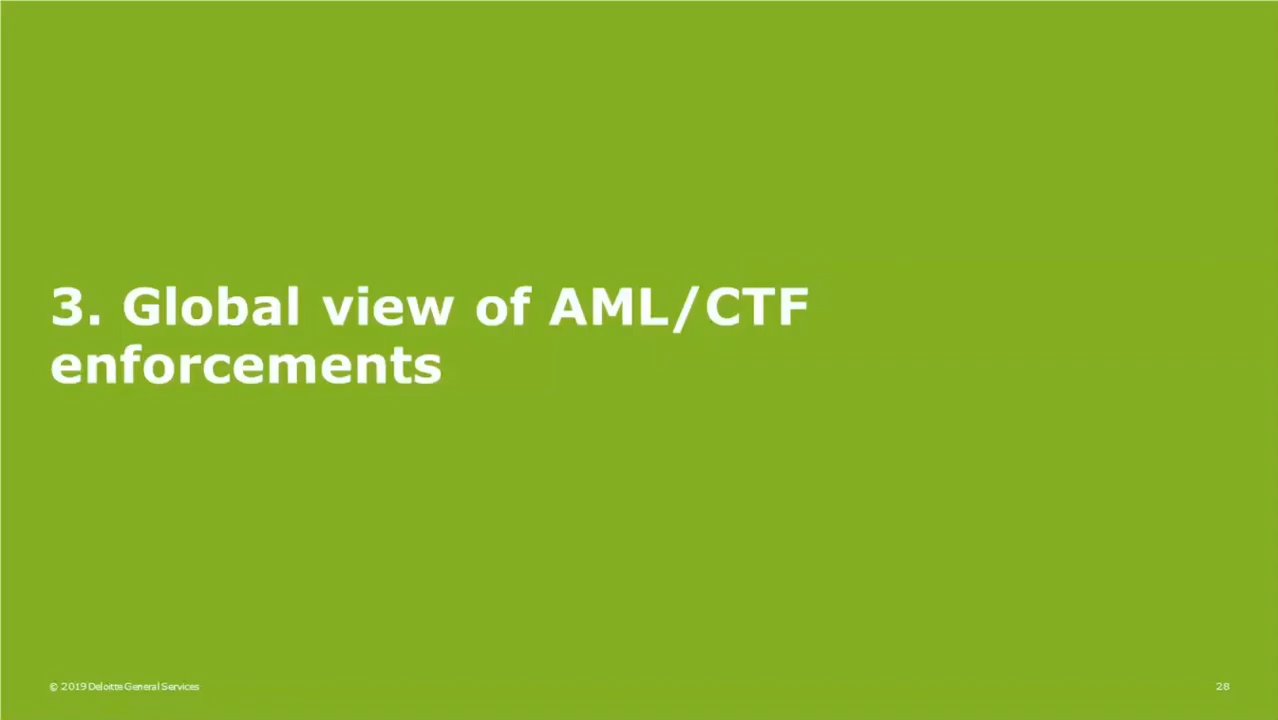 3. Global view of AML/CTF
enforcements
© 2019 Deloitte General Services
28